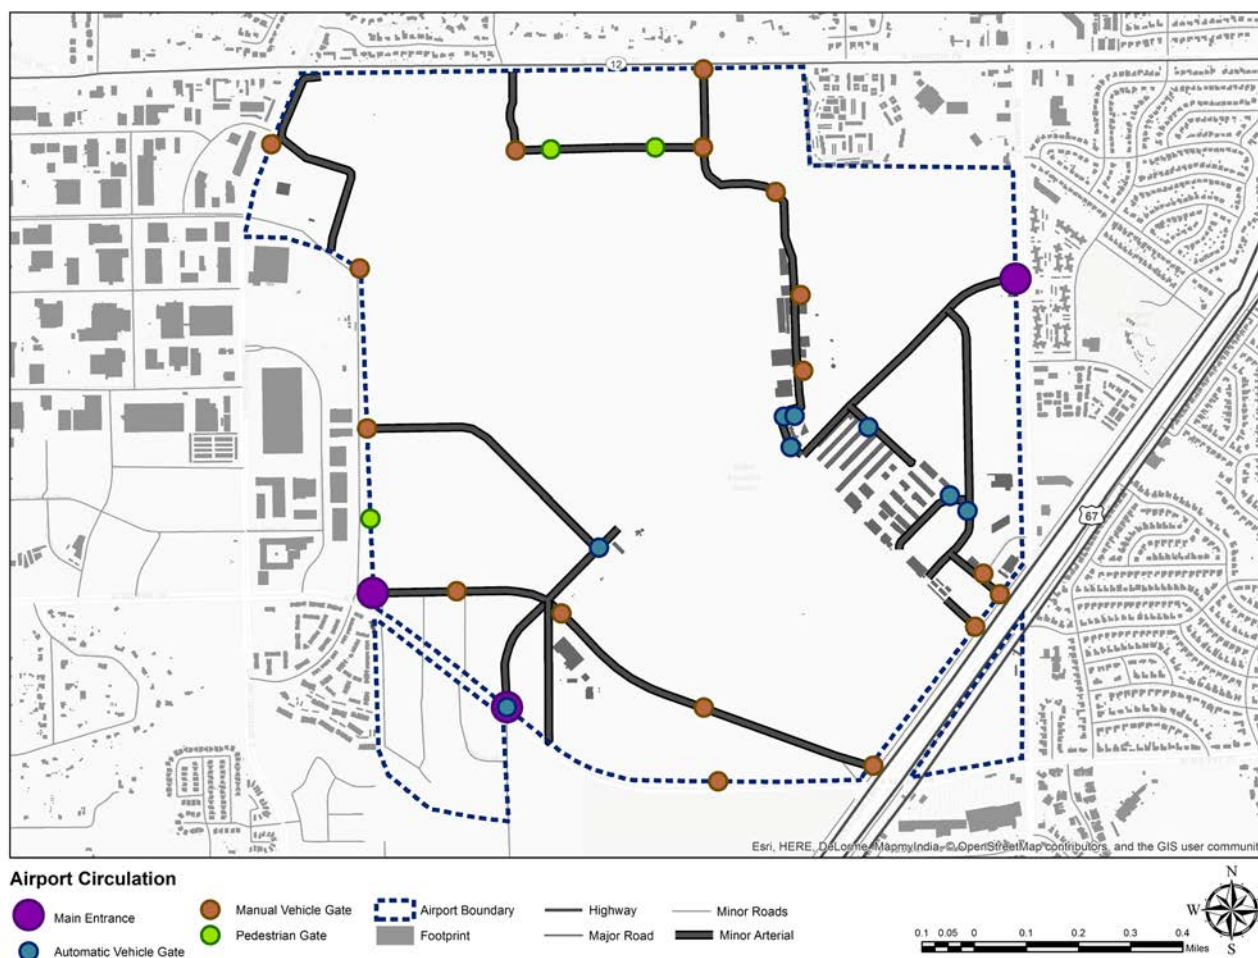 12
67
Esri, HERE, DeLorme, MapmyIndia, © OpenStreetMap contributors, and the GIS user communit
Airport Circulation
Main Entrance
Automatic Vehicle Gate
Manual Vehicle Gate
Pedestrian Gate
Airport Boundary
Footprint
Highway
Major Road
Minor Roads
Minor Arterial
0.1 0.05 0 0.1 0.2 0.3 0.4
Miles
N
W E
S